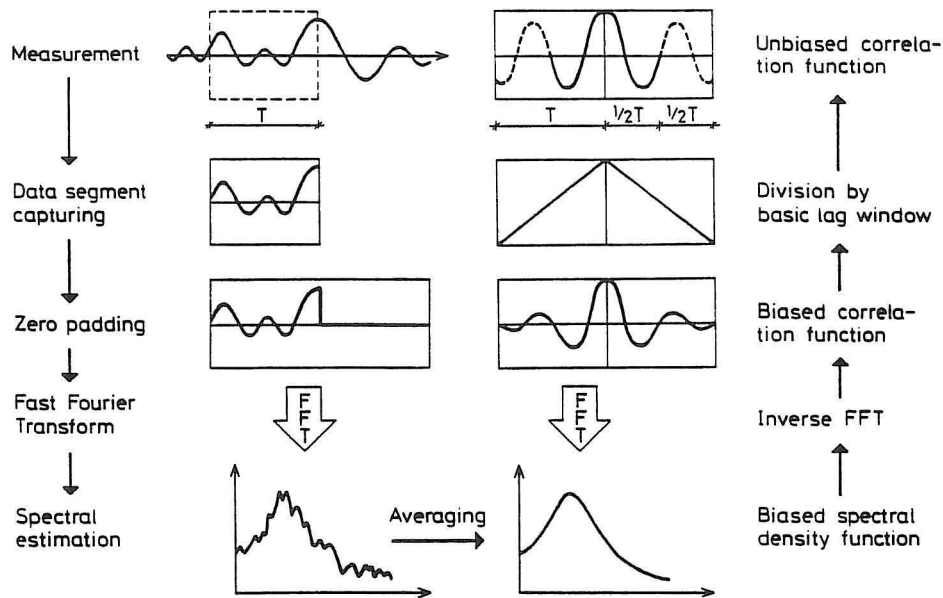 Measurement
Data segment
capturing
Zero padding
Fast Fourier
Transform
Spectral
estimation
T
FFT
Averaging
T
1/2T
1/2T
FFT
Unbiased correla-
tion function
Division by
basic lag window
Biased correla-
tion function
Inverse FFT
Biased spectral
density function